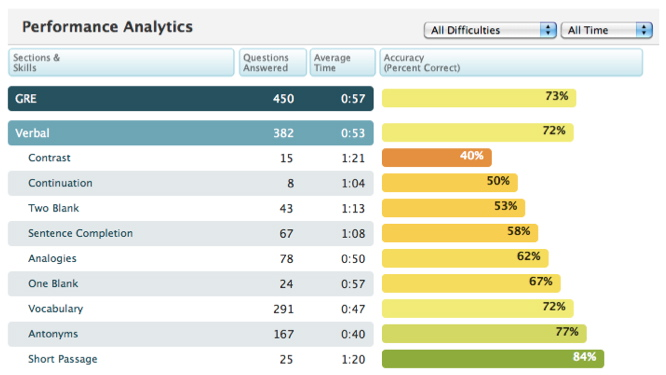 Performance Analytics
All Difficulties
All Time
Sections & Skills
Questions Answered
Average Time
Accuracy (Percent Correct)
GRE 450 0:57 73%
Verbal 382 0:53 72%
Contrast 15 1:21 40%
Continuation 8 1:04 50%
Two Blank 43 1:13 53%
Sentence Completion 67 1:08 58%
Analogies 78 0:50 62%
One Blank 24 0:57 67%
Vocabulary 291 0:47 72%
Antonyms 167 0:40 77%
Short Passage 25 1:20 84%